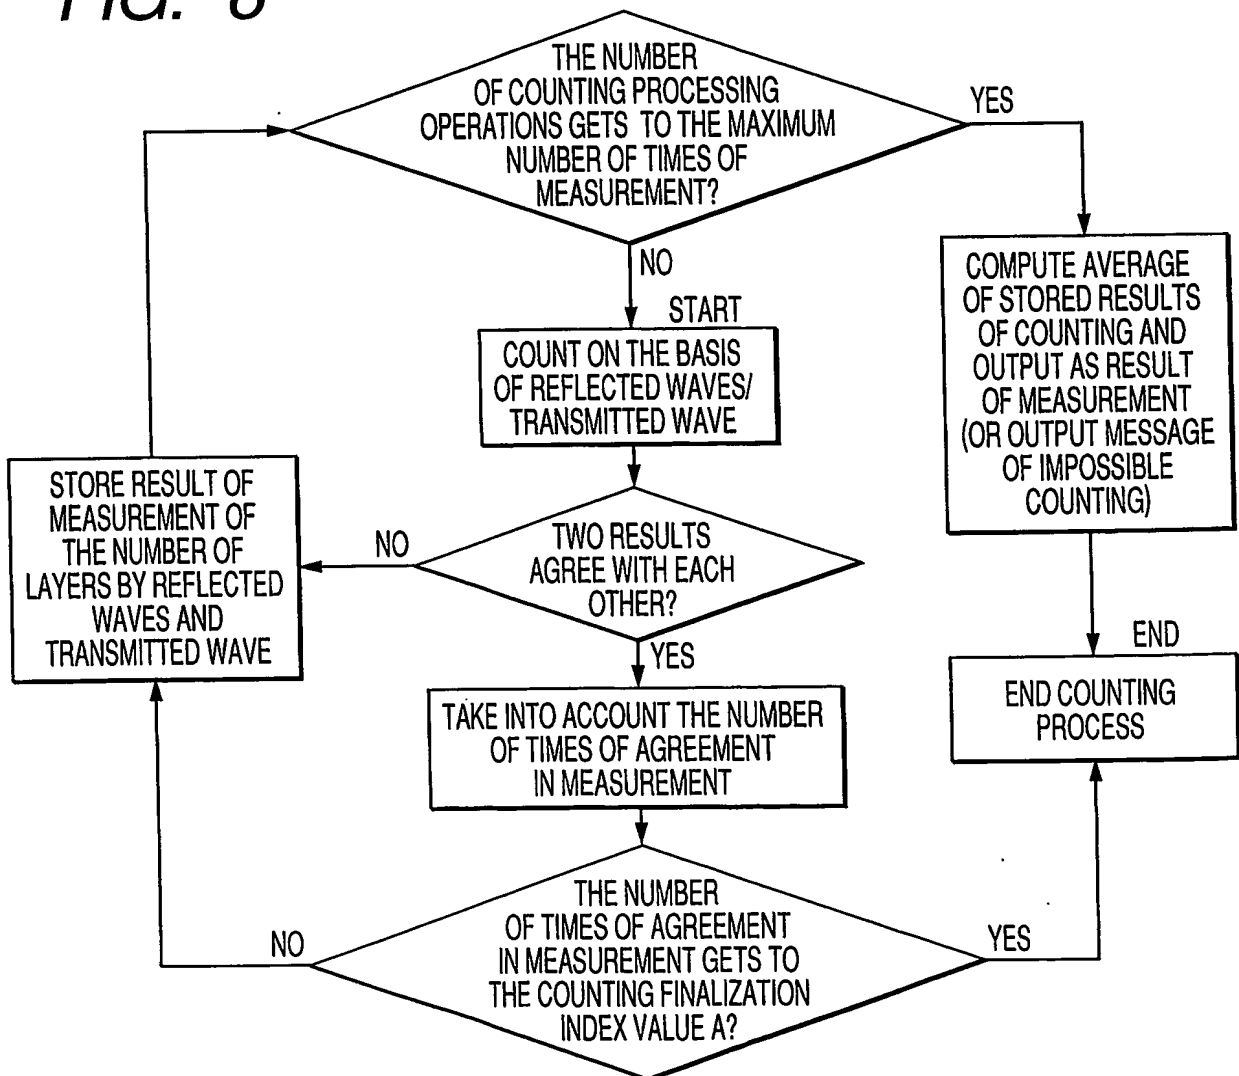 FIG. 8
THE NUMBER
OF COUNTING PROCESSING
OPERATIONS GETS TO THE MAXIMUM
NUMBER OF TIMES OF
MEASUREMENT?
YES
NO
START
COUNT ON THE BASIS
OF REFLECTED WAVES/
TRANSMITTED WAVE
COMPUTE AVERAGE
OF STORED RESULTS
OF COUNTING AND
OUTPUT AS RESULT
OF MEASUREMENT
(OR OUTPUT MESSAGE
OF IMPOSSIBLE
COUNTING)
STORE RESULT OF
MEASUREMENT OF
THE NUMBER OF
LAYERS BY REFLECTED
WAVES AND
TRANSMITTED WAVE
NO
TWO RESULTS
AGREE WITH EACH
OTHER?
YES
END
END COUNTING
PROCESS
TAKE INTO ACCOUNT THE NUMBER
OF TIMES OF AGREEMENT
IN MEASUREMENT
THE NUMBER
OF TIMES OF AGREEMENT
IN MEASUREMENT GETS TO
THE COUNTING FINALIZATION
INDEX VALUE A?
NO
YES